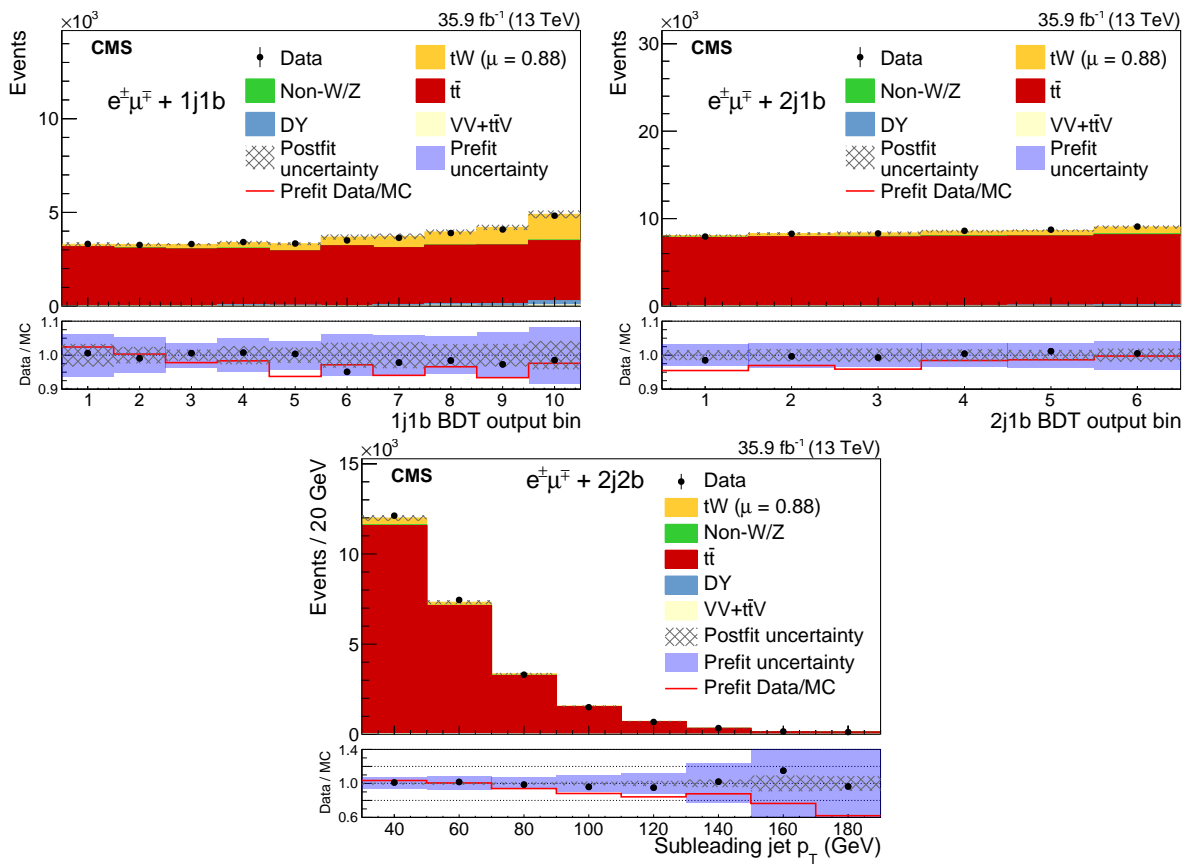 ×10³ 35.9 fb⁻¹ (13 TeV)
Events
CMS
e±μ∓ + 1j1b
Data
tW (μ = 0.88)
Non-W/Z
tt̄
DY
VV+tt̄V
Postfit uncertainty
Prefit uncertainty
Prefit Data/MC
10
5
0
Data / MC
1.1
1.0
0.9
1 2 3 4 5 6 7 8 9 10
1j1b BDT output bin
×10³ 35.9 fb⁻¹ (13 TeV)
Events
CMS
e±μ∓ + 2j1b
Data
tW (μ = 0.88)
Non-W/Z
tt̄
DY
VV+tt̄V
Postfit uncertainty
Prefit uncertainty
Prefit Data/MC
30
20
10
0
Data / MC
1.1
1.0
0.9
1 2 3 4 5 6
2j1b BDT output bin
×10³ 35.9 fb⁻¹ (13 TeV)
Events / 20 GeV
CMS
e±μ∓ + 2j2b
Data
tW (μ = 0.88)
Non-W/Z
tt̄
DY
VV+tt̄V
Postfit uncertainty
Prefit uncertainty
Prefit Data/MC
15
10
5
0
Data / MC
1.4
1.0
0.6
40 60 80 100 120 140 160 180
Subleading jet p_T (GeV)